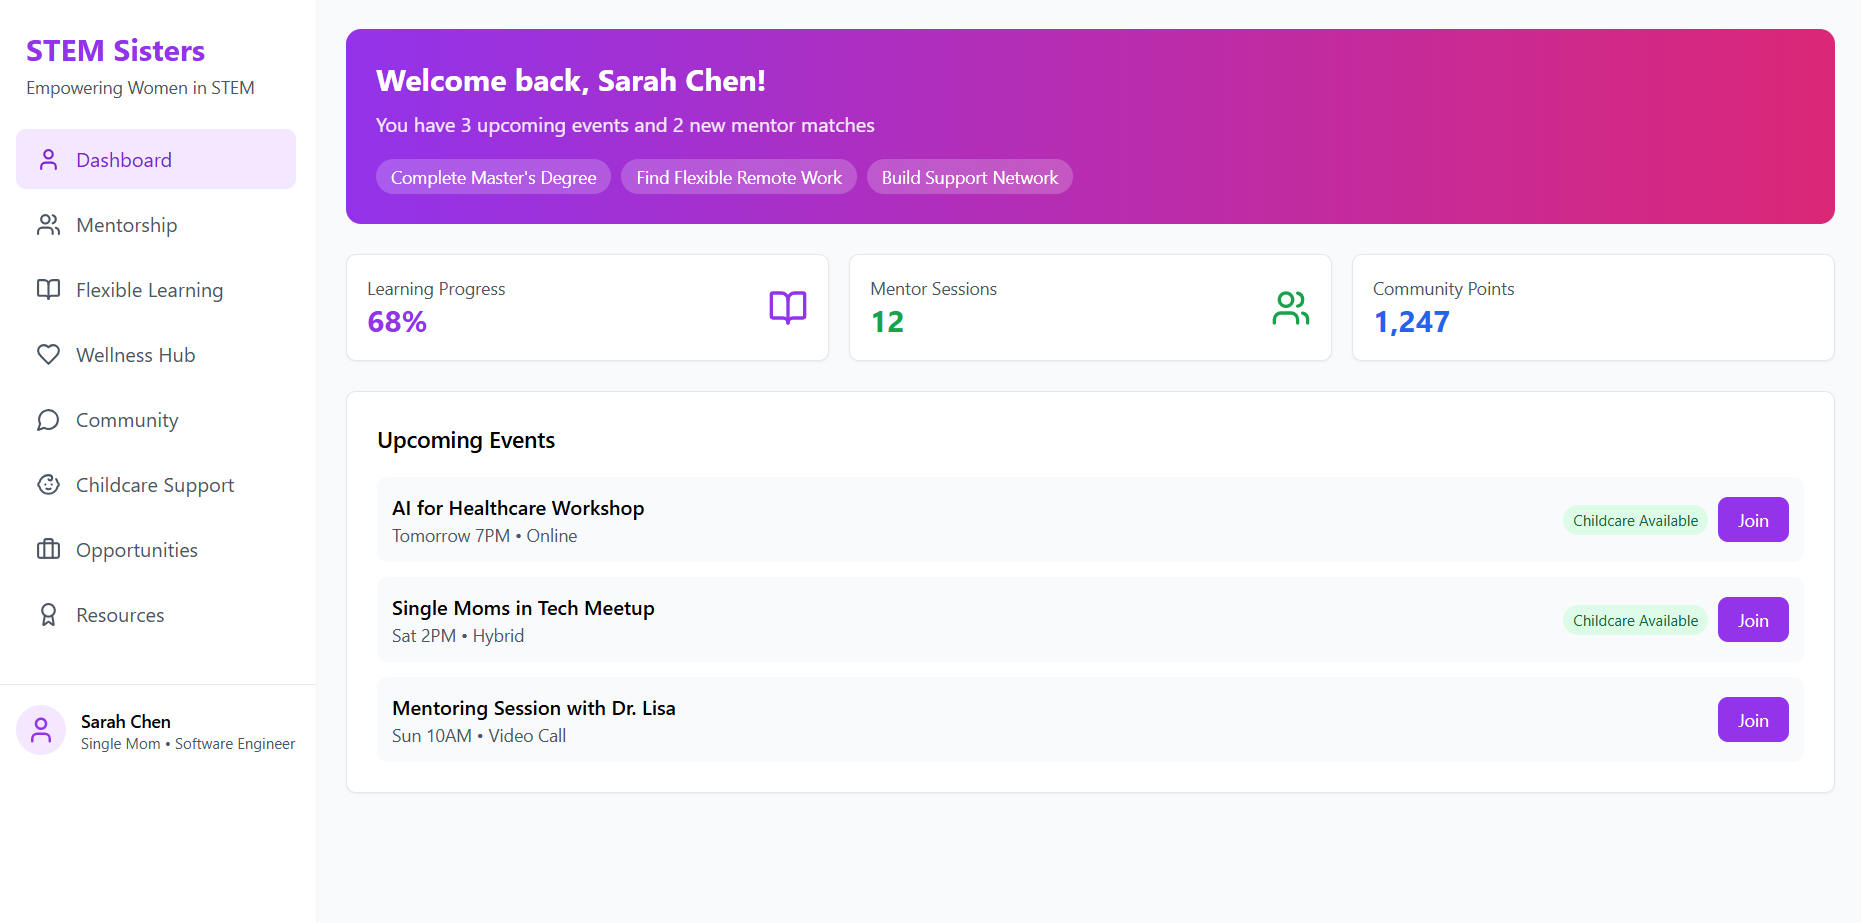 STEM Sisters
Empowering Women in STEM
Dashboard
Mentorship
Flexible Learning
Wellness Hub
Community
Childcare Support
Opportunities
Resources
Sarah Chen
Single Mom • Software Engineer
Welcome back, Sarah Chen!
You have 3 upcoming events and 2 new mentor matches
Complete Master's Degree
Find Flexible Remote Work
Build Support Network
Learning Progress
68%
Mentor Sessions
12
Community Points
1,247
Upcoming Events
AI for Healthcare Workshop
Tomorrow 7PM • Online
Childcare Available
Join
Single Moms in Tech Meetup
Sat 2PM • Hybrid
Childcare Available
Join
Mentoring Session with Dr. Lisa
Sun 10AM • Video Call
Join